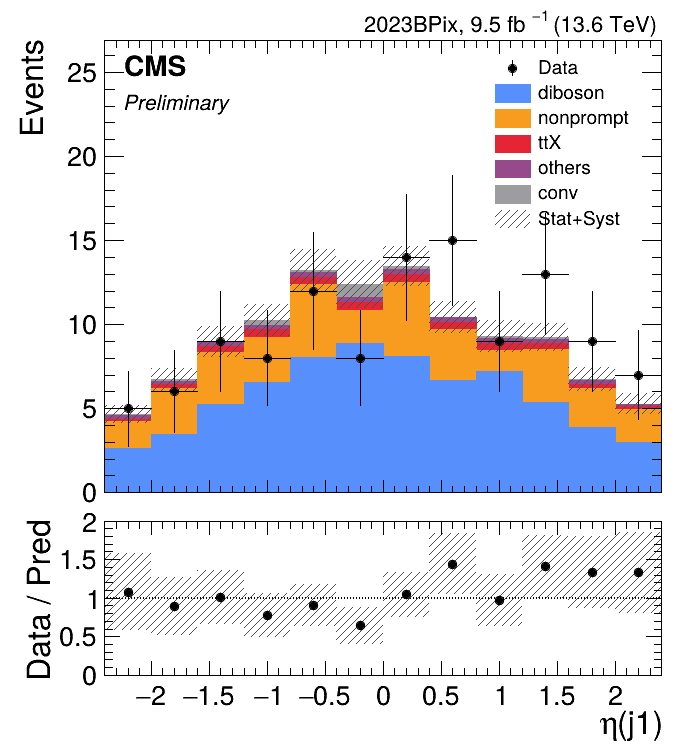 2023BPix, 9.5 fb⁻¹ (13.6 TeV)
CMS
Preliminary
Events
25
20
15
10
5
0
Data
diboson
nonprompt
ttX
others
conv
Stat+Syst
Data / Pred
2
1.5
1
0.5
0
−2 −1.5 −1 −0.5 0 0.5 1 1.5 2
η(j1)